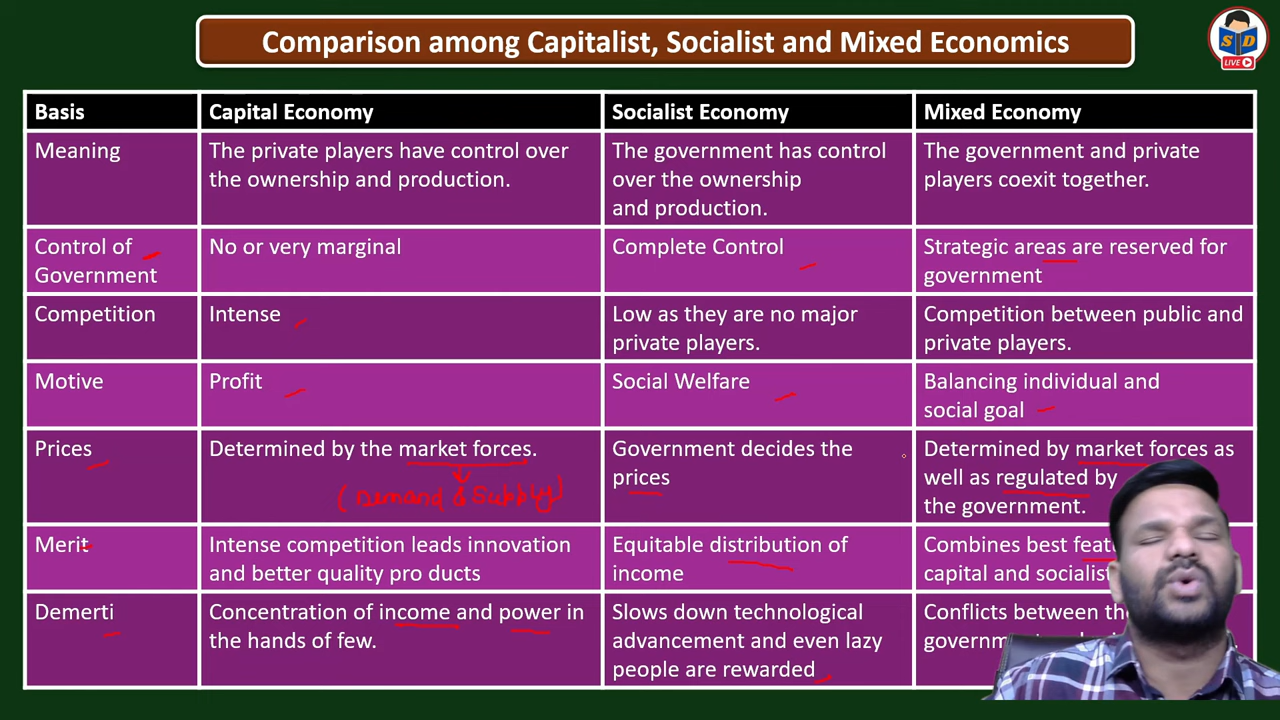 Comparison among Capitalist, Socialist and Mixed Economics
S D
LIVE
Basis
Capital Economy
Socialist Economy
Mixed Economy
Meaning
The private players have control over
the ownership and production.
The government has control
over the ownership
and production.
The government and private
players coexit together.
Control of
Government
No or very marginal
Complete Control
Strategic areas are reserved for
government
Competition
Intense
Low as they are no major
private players.
Competition between public and
private players.
Motive
Profit
Social Welfare
Balancing individual and
social goal
Prices
Determined by the market forces.
(Demand & Supply)
Government decides the
prices
Determined by market forces as
well as regulated by
the government.
Merit
Intense competition leads innovation
and better quality pro ducts
Equitable distribution of
income
Combines best
capital and socialist
Demerti
Concentration of income and power in
the hands of few.
Slows down technological
advancement and even lazy
people are rewarded
Conflicts between